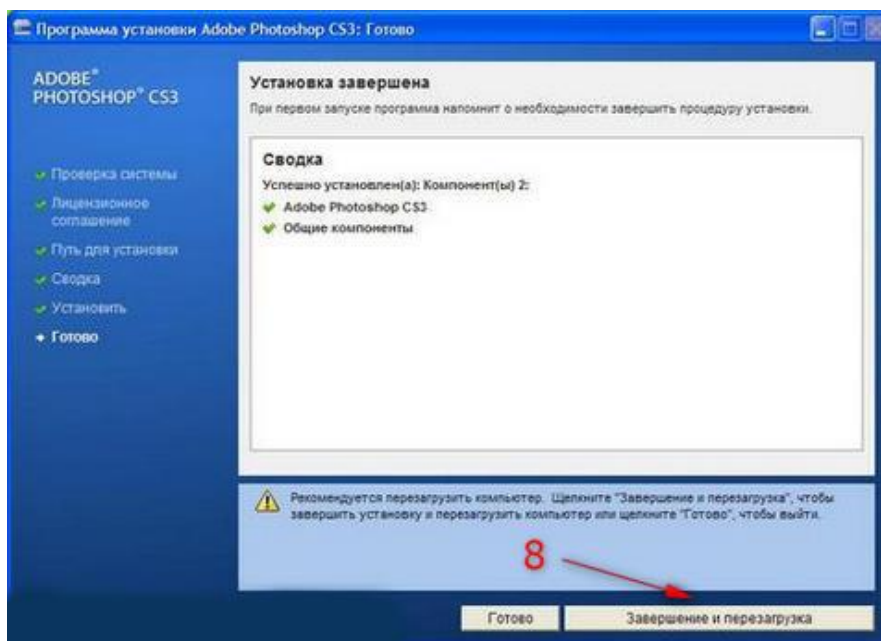 Программа установки Adobe Photoshop CS3: Готово
ADOBE®
PHOTOSHOP® CS3
Проверка системы
Лицензионное
соглашение
Путь для установки
Сводка
Установить
Готово
Установка завершена
При первом запуске программа напомнит о необходимости завершить процедуру установки.
Сводка
Успешно установлен(а): Компонент(ы) 2:
Adobe Photoshop CS3
Общие компоненты
Рекомендуется перезагрузить компьютер. Щелкните "Завершение и перезагрузка", чтобы
завершить установку и перезагрузить компьютер или щелкните "Готово", чтобы выйти.
8
Готово
Завершение и перезагрузка